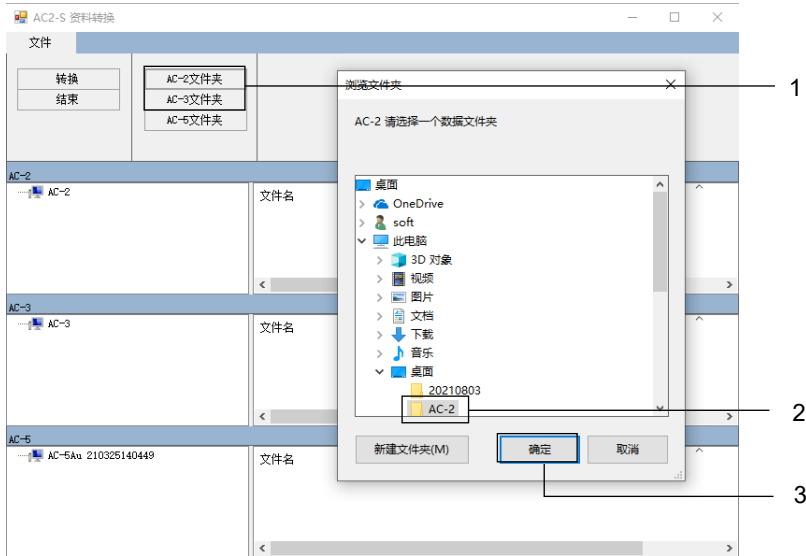 AC2-S 资料转换
文件
转换
结束
AC-2文件夹
AC-3文件夹
AC-5文件夹
1
浏览文件夹
AC-2 请选择一个数据文件夹
桌面
OneDrive
soft
此电脑
3D 对象
视频
图片
文档
下载
音乐
桌面
20210803
AC-2
2
新建文件夹(M)
确定
取消
3
AC-2
AC-2
文件名
AC-3
AC-3
文件名
AC-5
AC-5Au 210325140449
文件名